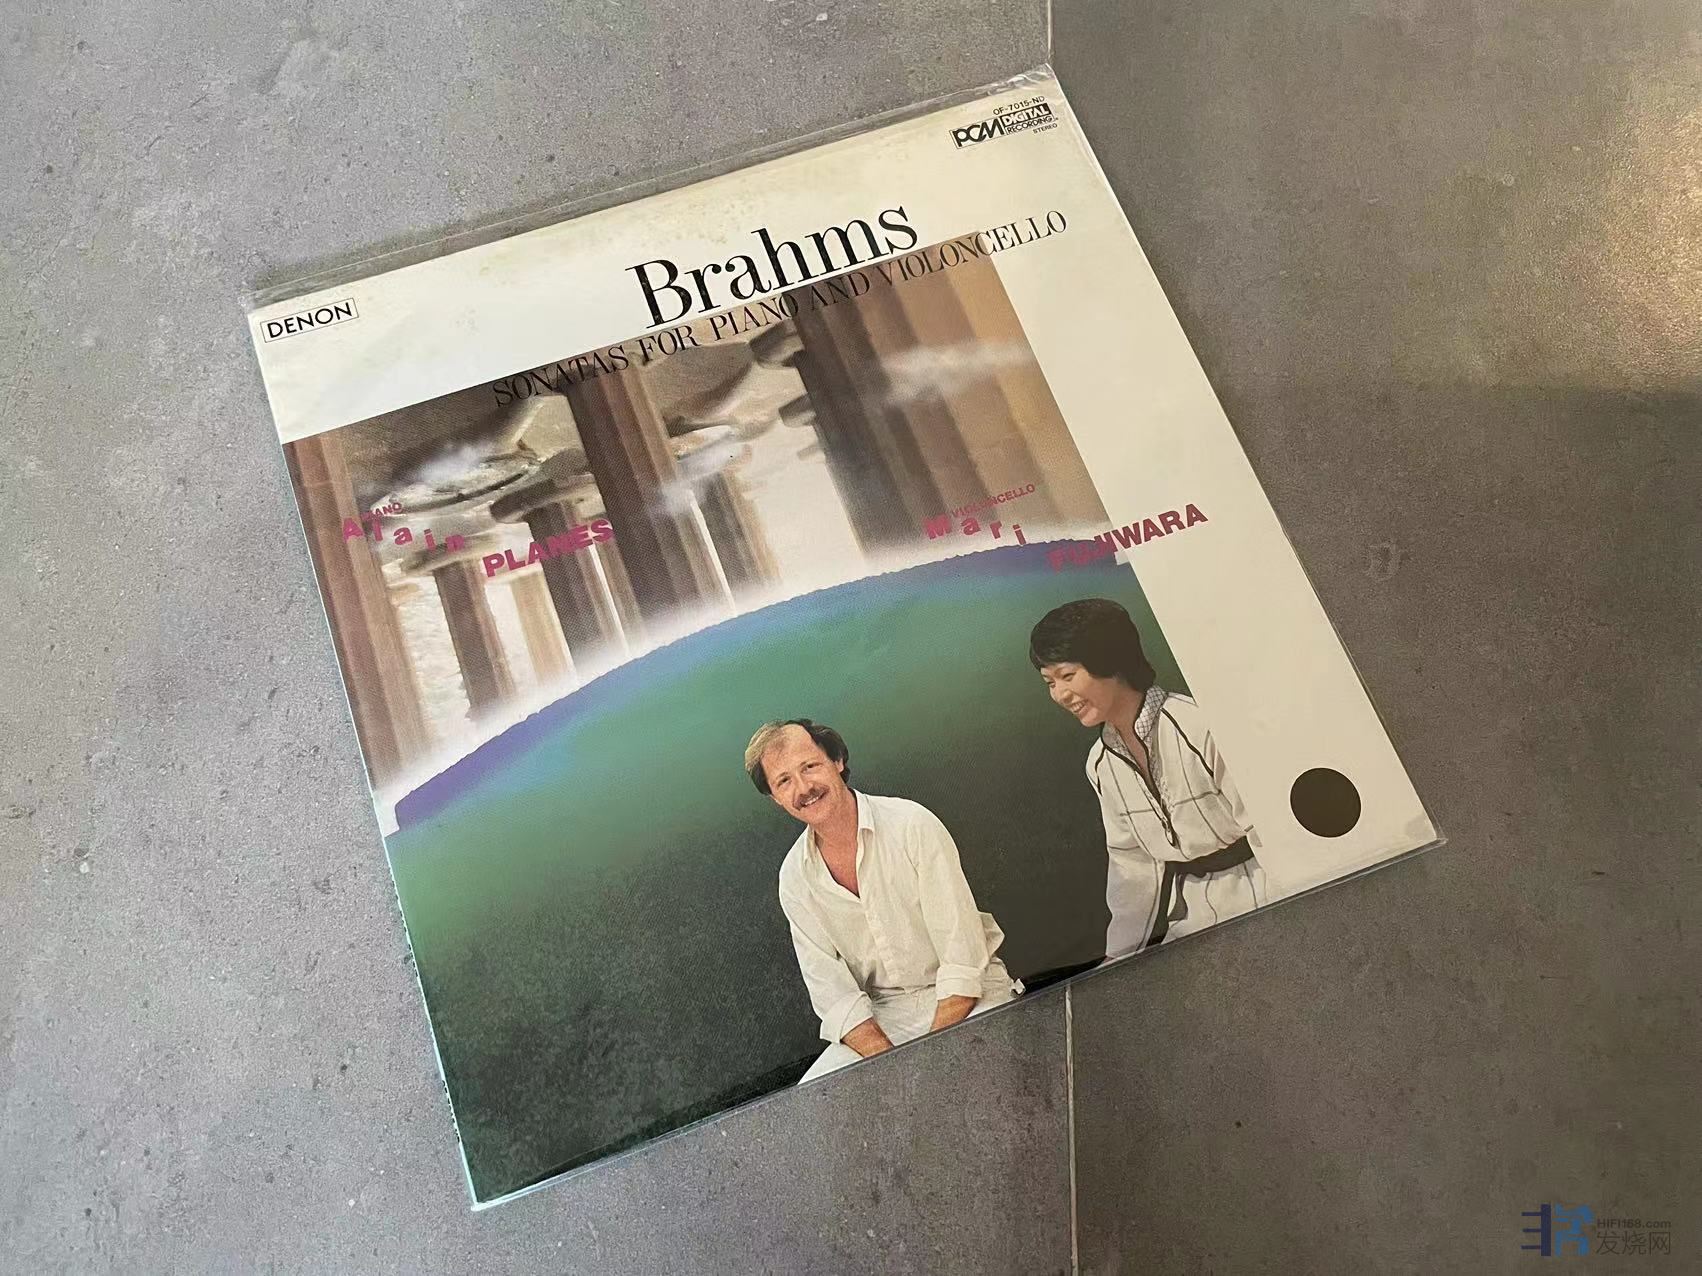 OF-7015-ND
PCM DIGITAL RECORDING
STEREO
DENON
Brahms
SONATAS FOR PIANO AND VIOLONCELLO
PIANO
Alain PLANÈS
VIOLONCELLO
Mari FUJIWARA
HIFI168.com
发烧网